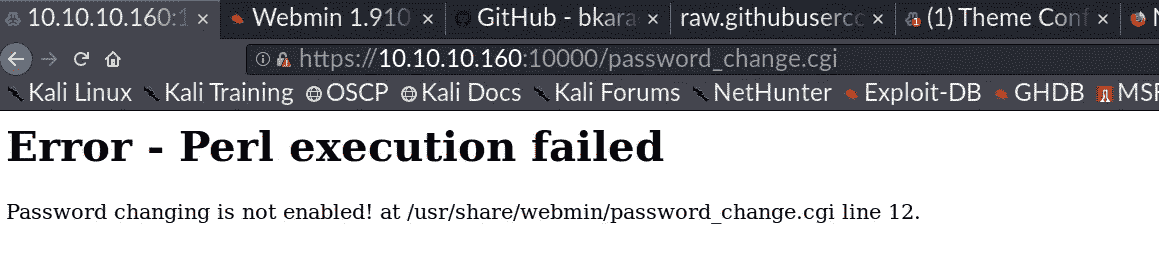 10.10.10.160:1 × Webmin 1.910 × GitHub - bkara × raw.githubuserco × (1) Theme Conf ×
https://10.10.10.160:10000/password_change.cgi
Kali Linux Kali Training OSCP Kali Docs Kali Forums NetHunter Exploit-DB GHDB MSF
Error - Perl execution failed
Password changing is not enabled! at /usr/share/webmin/password_change.cgi line 12.